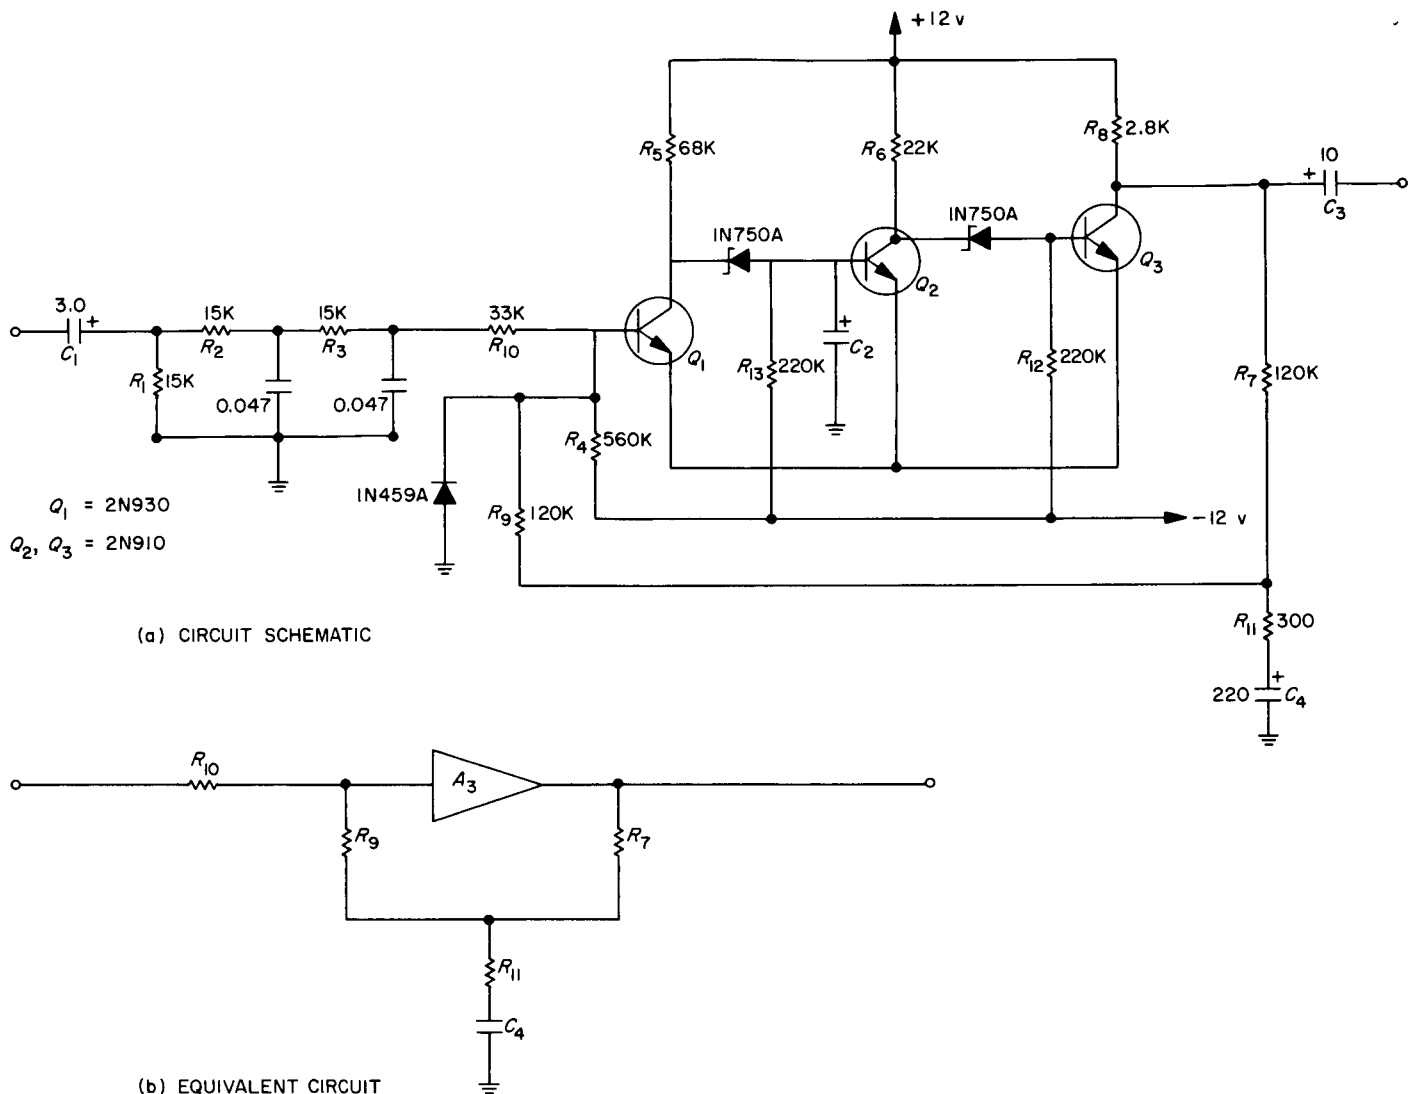 +12 v
R8 2.8K
R5 68K
R6 22K
10
+
C3
1N750A
1N750A
Q3
Q2
3.0
+
C1
15K
R2
15K
R3
33K
R10
Q1
+
C2
R13 220K
R12 220K
R7 120K
R1 15K
0.047
0.047
R4 560K
1N459A
R9 120K
-12 v
Q1 = 2N930
Q2, Q3 = 2N910
R11 300
(a) CIRCUIT SCHEMATIC
+
220 C4
R10
A3
R9
R7
R11
C4
(b) EQUIVALENT CIRCUIT